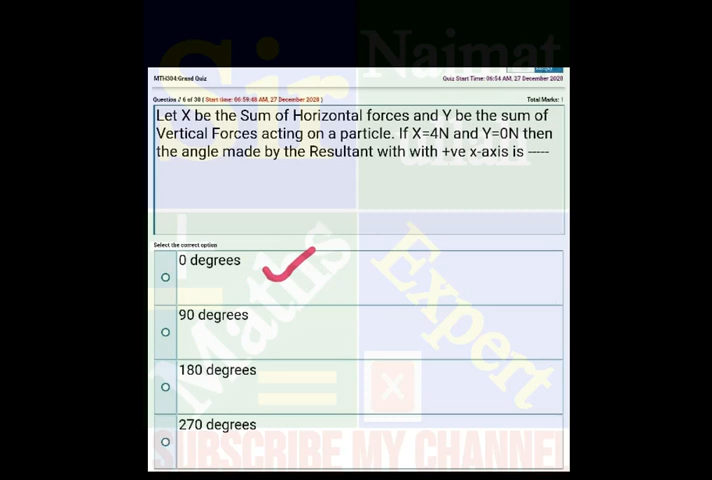 Sir
Naimat
MTH304:Grand Quiz
Quiz Start Time: 06:54 AM, 27 December 2020
Question # 6 of 30 ( Start time: 06:59:48 AM, 27 December 2020 )
Total Marks: 1
Let X be the Sum of Horizontal forces and Y be the sum of
Vertical Forces acting on a particle. If X=4N and Y=0N then
the angle made by the Resultant with with +ve x-axis is -----
Select the correct option
0 degrees
90 degrees
180 degrees
270 degrees
Maths
Expert
SUBSCRIBE MY CHANNEL